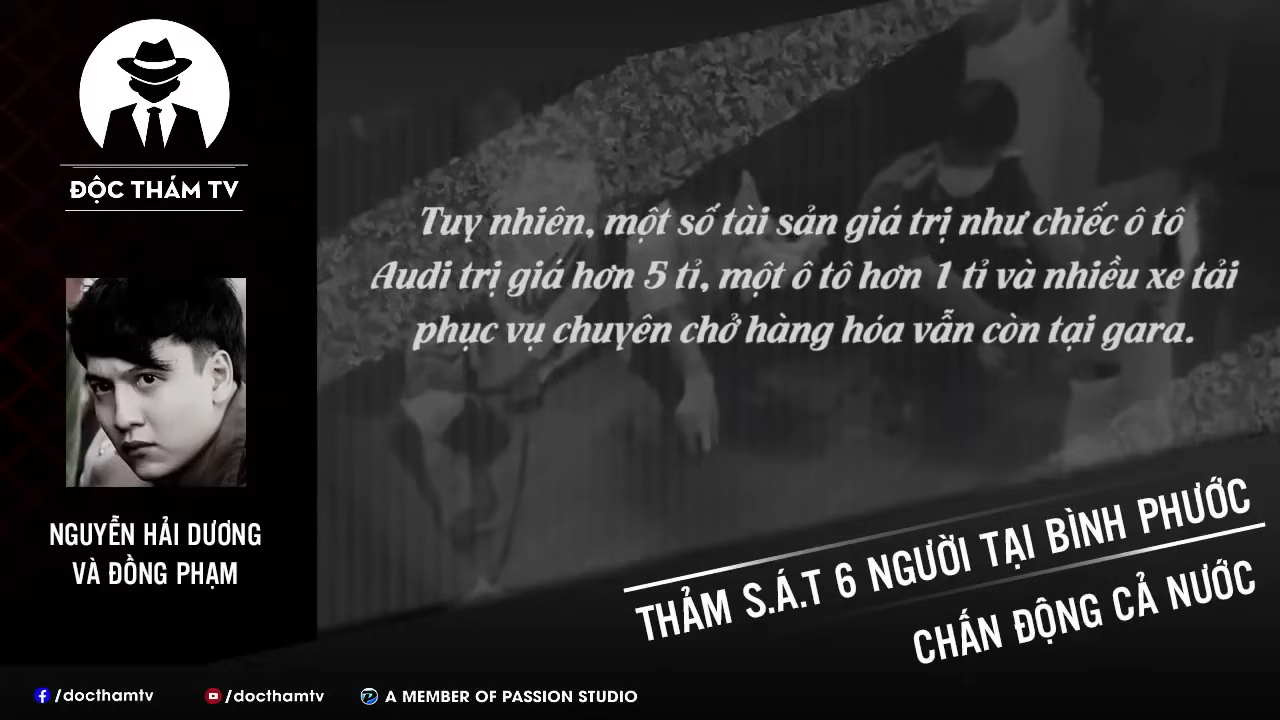 ĐỘC THÁM TV
NGUYỄN HẢI DƯƠNG
VÀ ĐỒNG PHẠM
Tuy nhiên, một số tài sản giá trị như chiếc ô tô
Audi trị giá hơn 5 tỉ, một ô tô hơn 1 tỉ và nhiều xe tải
phục vụ chuyên chở hàng hóa vẫn còn tại gara.
THẢM S.Á.T 6 NGƯỜI TẠI BÌNH PHƯỚC
CHẤN ĐỘNG CẢ NƯỚC
/docthamtv
/docthamtv
A MEMBER OF PASSION STUDIO